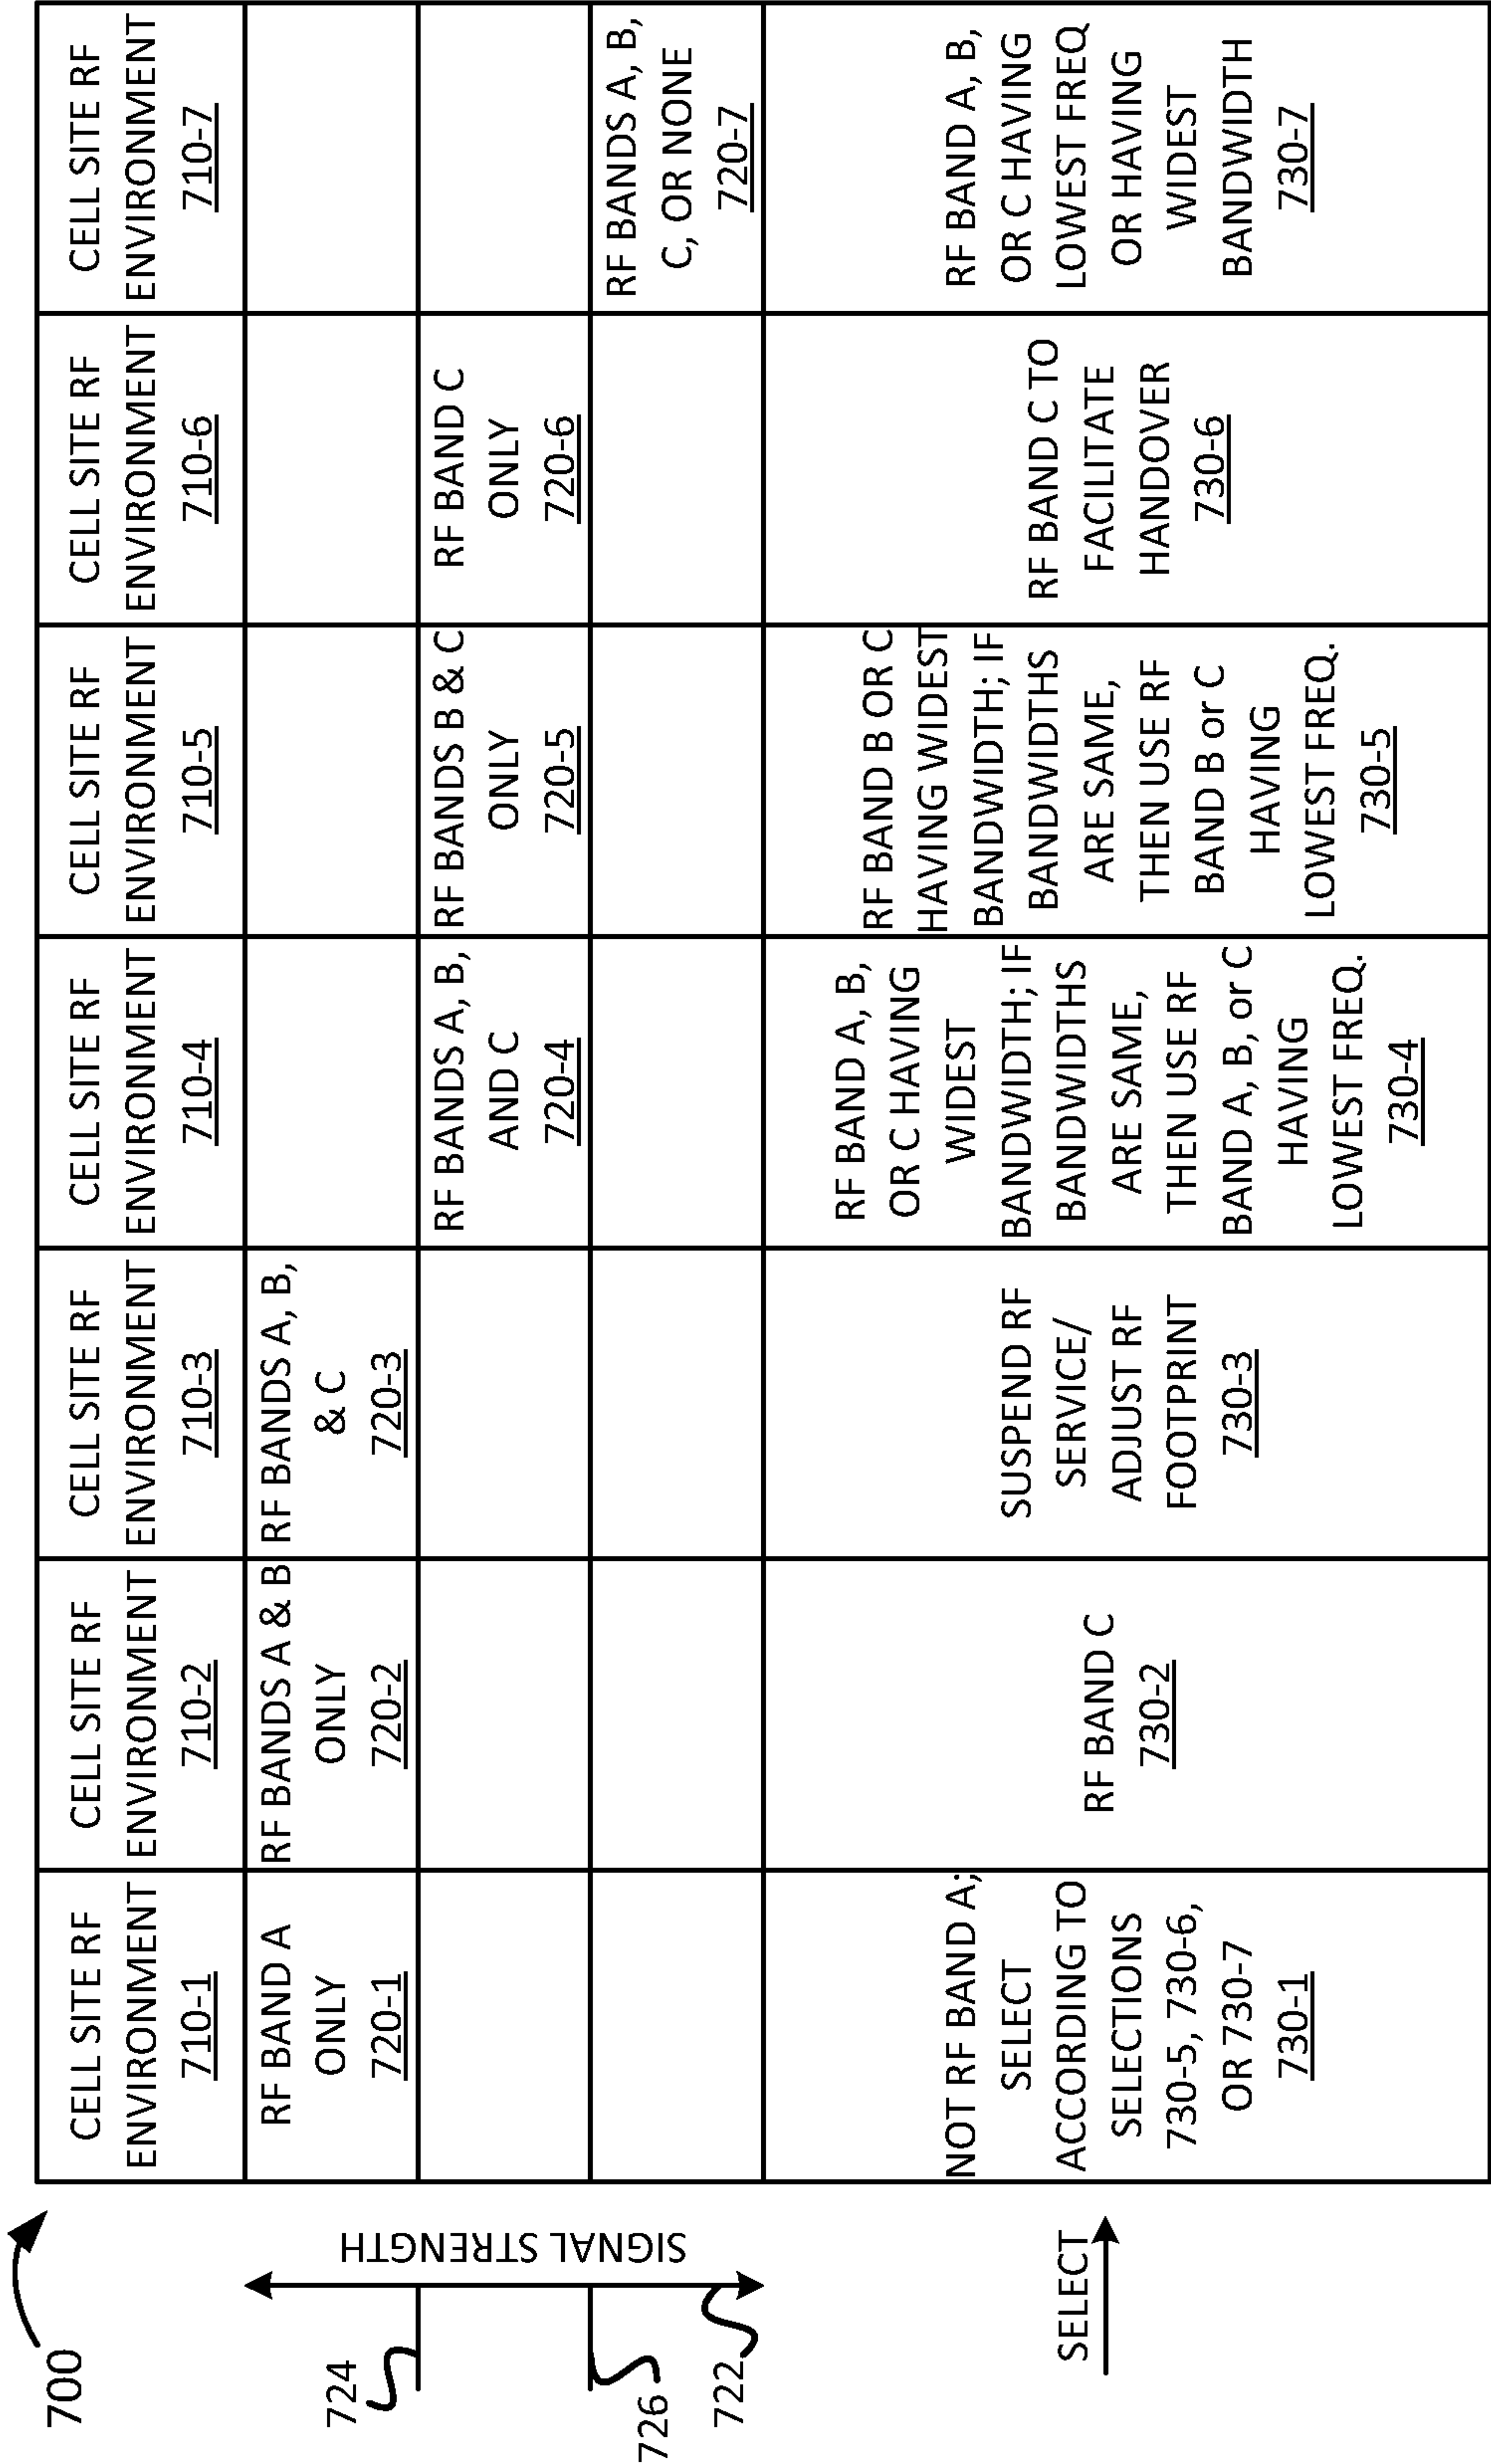 700
CELL SITE RF
ENVIRONMENT
710-1
CELL SITE RF
ENVIRONMENT
710-2
CELL SITE RF
ENVIRONMENT
710-3
CELL SITE RF
ENVIRONMENT
710-4
CELL SITE RF
ENVIRONMENT
710-5
CELL SITE RF
ENVIRONMENT
710-6
CELL SITE RF
ENVIRONMENT
710-7
724
726
722
SIGNAL STRENGTH
RF BAND A
ONLY
720-1
RF BANDS A & B
ONLY
720-2
RF BANDS A, B,
& C
720-3
RF BANDS A, B,
AND C
720-4
RF BANDS B & C
ONLY
720-5
RF BAND C
ONLY
720-6
RF BANDS A, B,
C, OR NONE
720-7
SELECT
NOT RF BAND A;
SELECT
ACCORDING TO
SELECTIONS
730-5, 730-6,
OR 730-7
730-1
RF BAND C
730-2
SUSPEND RF
SERVICE/
ADJUST RF
FOOTPRINT
730-3
RF BAND A, B,
OR C HAVING
WIDEST
BANDWIDTH; IF
BANDWIDTHS
ARE SAME,
THEN USE RF
BAND A, B, or C
HAVING
LOWEST FREQ.
730-4
RF BAND B OR C
HAVING WIDEST
BANDWIDTH; IF
BANDWIDTHS
ARE SAME,
THEN USE RF
BAND B or C
HAVING
LOWEST FREQ.
730-5
RF BAND C TO
FACILITATE
HANDOVER
730-6
RF BAND A, B,
OR C HAVING
LOWEST FREQ
OR HAVING
WIDEST
BANDWIDTH
730-7